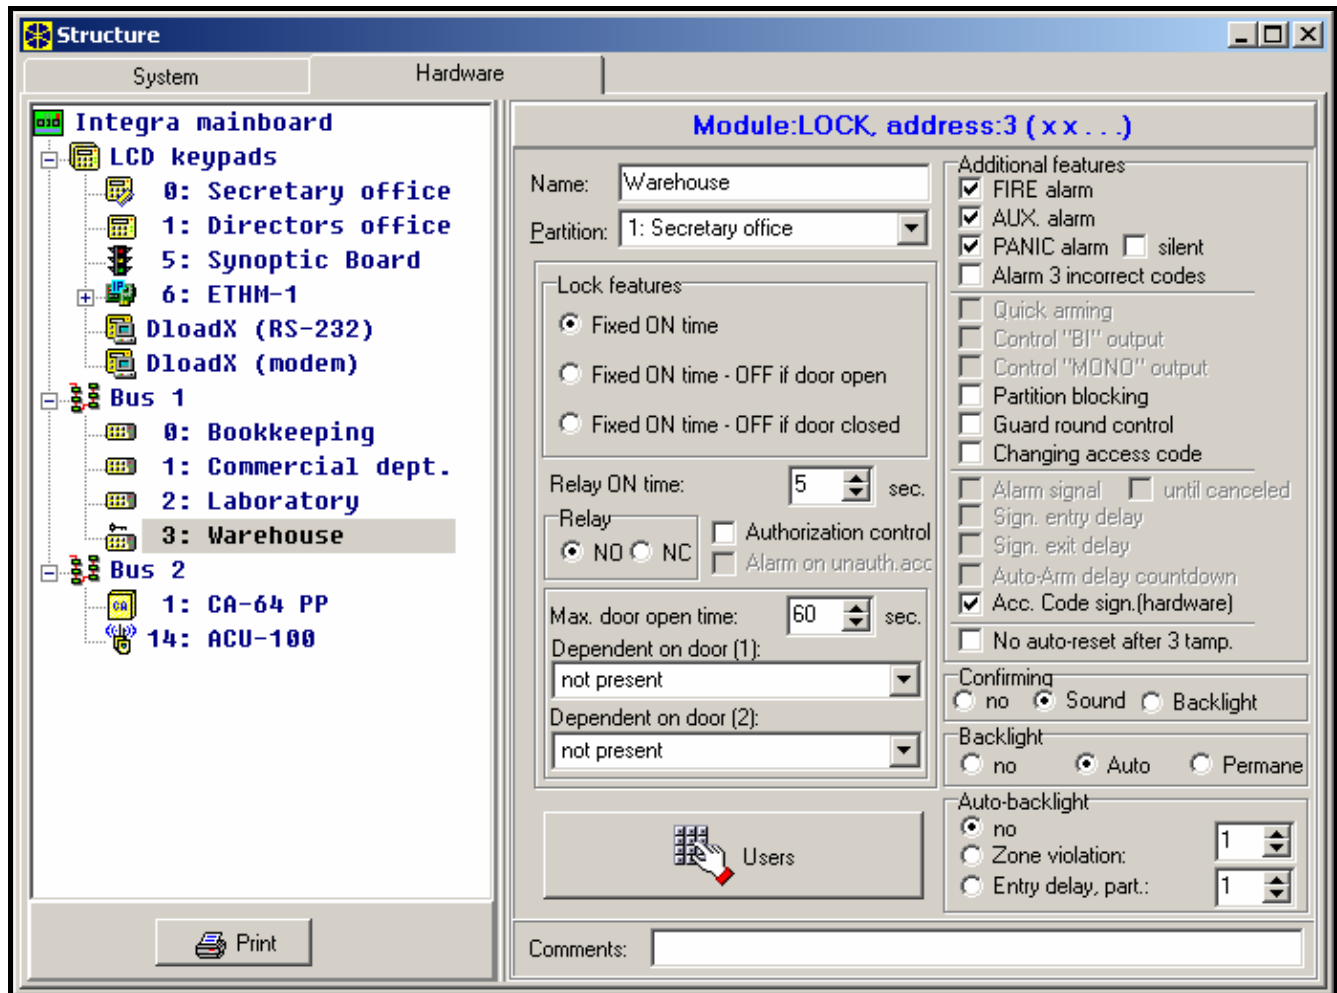 Structure
System Hardware
Integra mainboard
LCD keypads
0: Secretary office
1: Directors office
5: Synoptic Board
6: ETHM-1
DloadX (RS-232)
DloadX (modem)
Bus 1
0: Bookkeeping
1: Commercial dept.
2: Laboratory
3: Warehouse
Bus 2
1: CA-64 PP
14: ACU-100
Print
Module:LOCK, address:3 ( x x . . .)
Name: Warehouse
Partition: 1: Secretary office
Lock features
Fixed ON time
Fixed ON time - OFF if door open
Fixed ON time - OFF if door closed
Relay ON time: 5 sec.
Relay
NO NC
Authorization control
Alarm on unauth.acc
Max. door open time: 60 sec.
Dependent on door (1):
not present
Dependent on door (2):
not present
Users
Additional features
FIRE alarm
AUX. alarm
PANIC alarm silent
Alarm 3 incorrect codes
Quick arming
Control "BI" output
Control "MONO" output
Partition blocking
Guard round control
Changing access code
Alarm signal until canceled
Sign. entry delay
Sign. exit delay
Auto-Arm delay countdown
Acc. Code sign.(hardware)
No auto-reset after 3 tamp.
Confirming
no Sound Backlight
Backlight
no Auto Permane
Auto-backlight
no
Zone violation: 1
Entry delay, part.: 1
Comments: